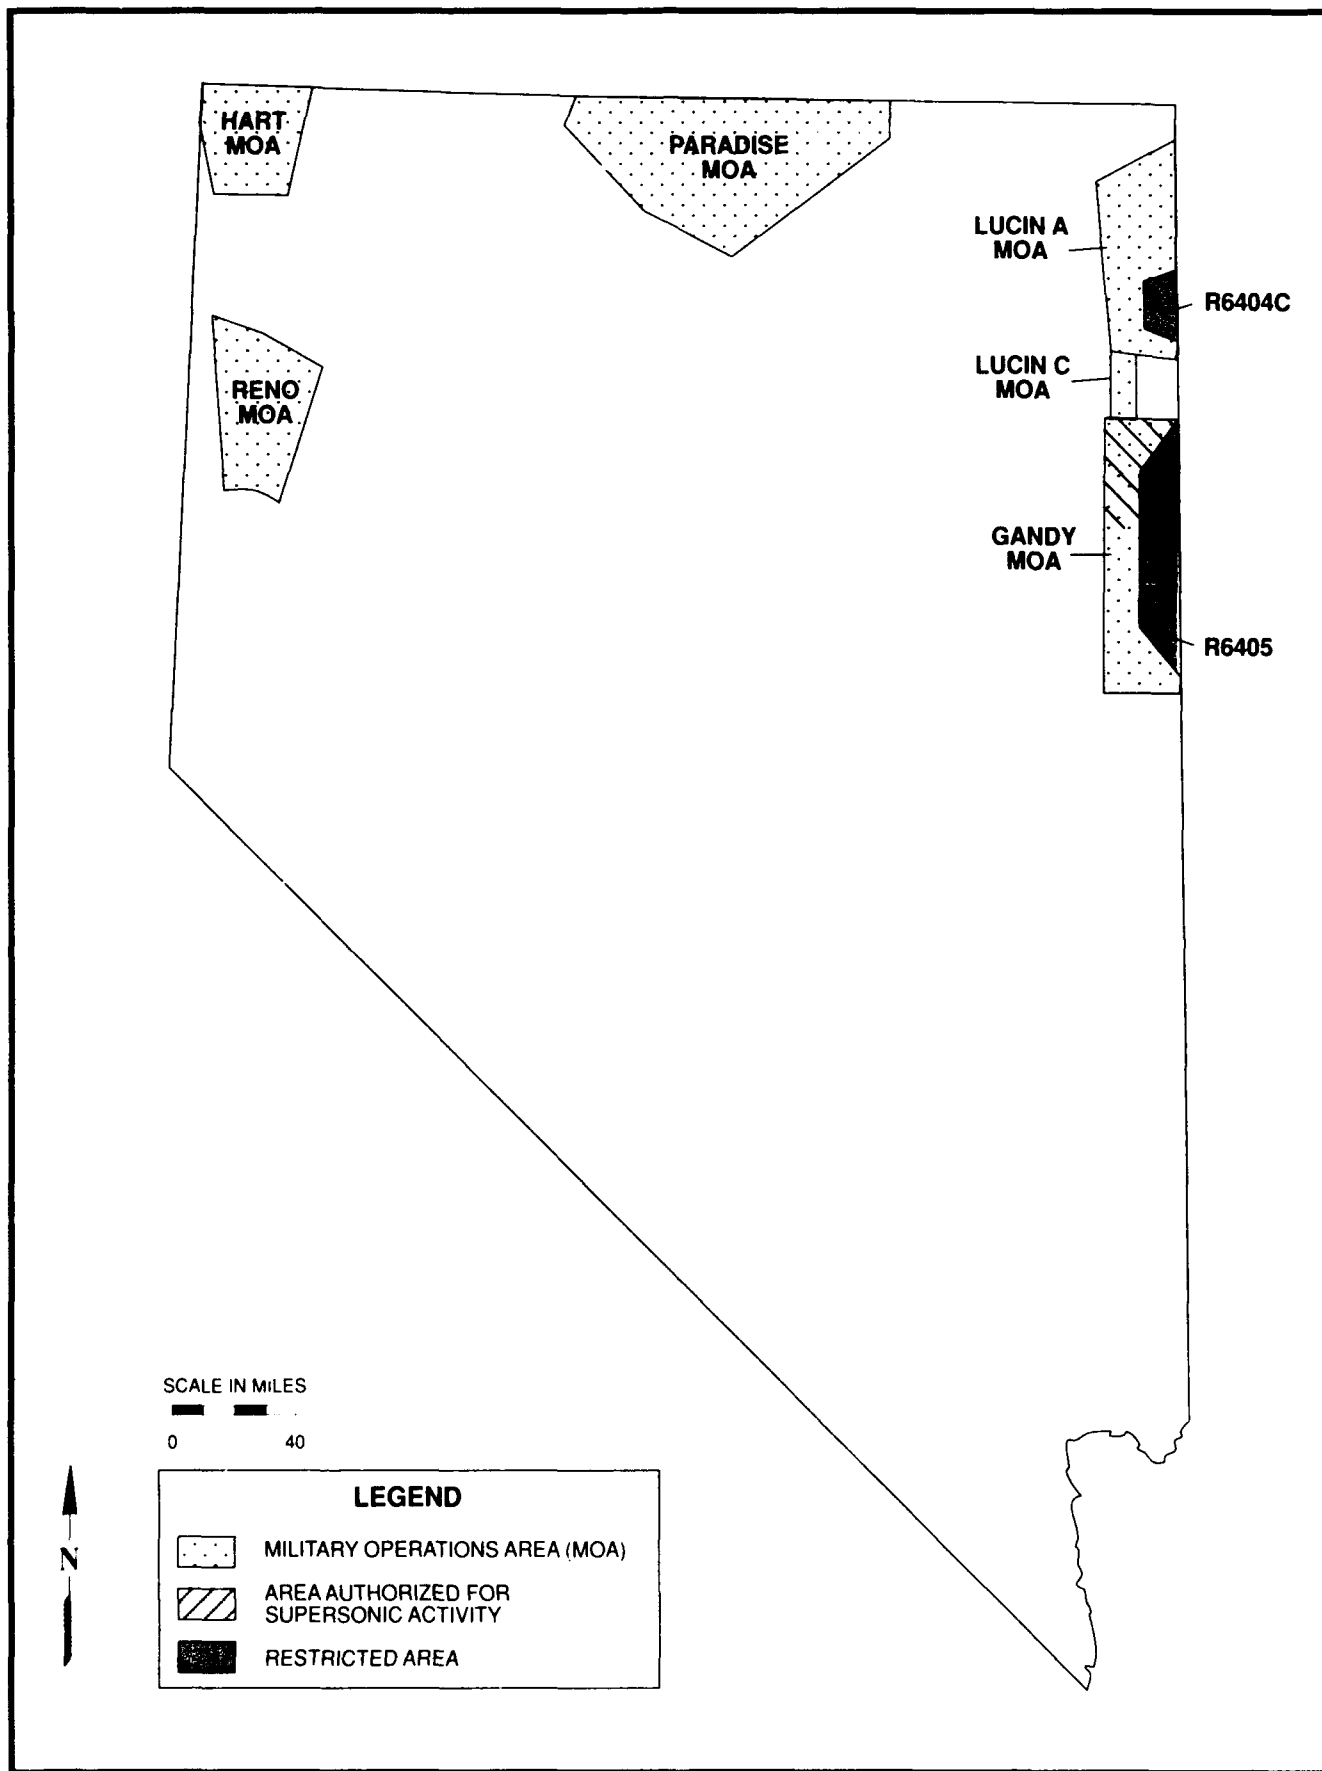 HART
MOA
PARADISE
MOA
LUCIN A
MOA
R6404C
LUCIN C
MOA
RENO
MOA
GANDY
MOA
R6405
SCALE IN MILES
0 40
N
LEGEND
MILITARY OPERATIONS AREA (MOA)
AREA AUTHORIZED FOR
SUPERSONIC ACTIVITY
RESTRICTED AREA